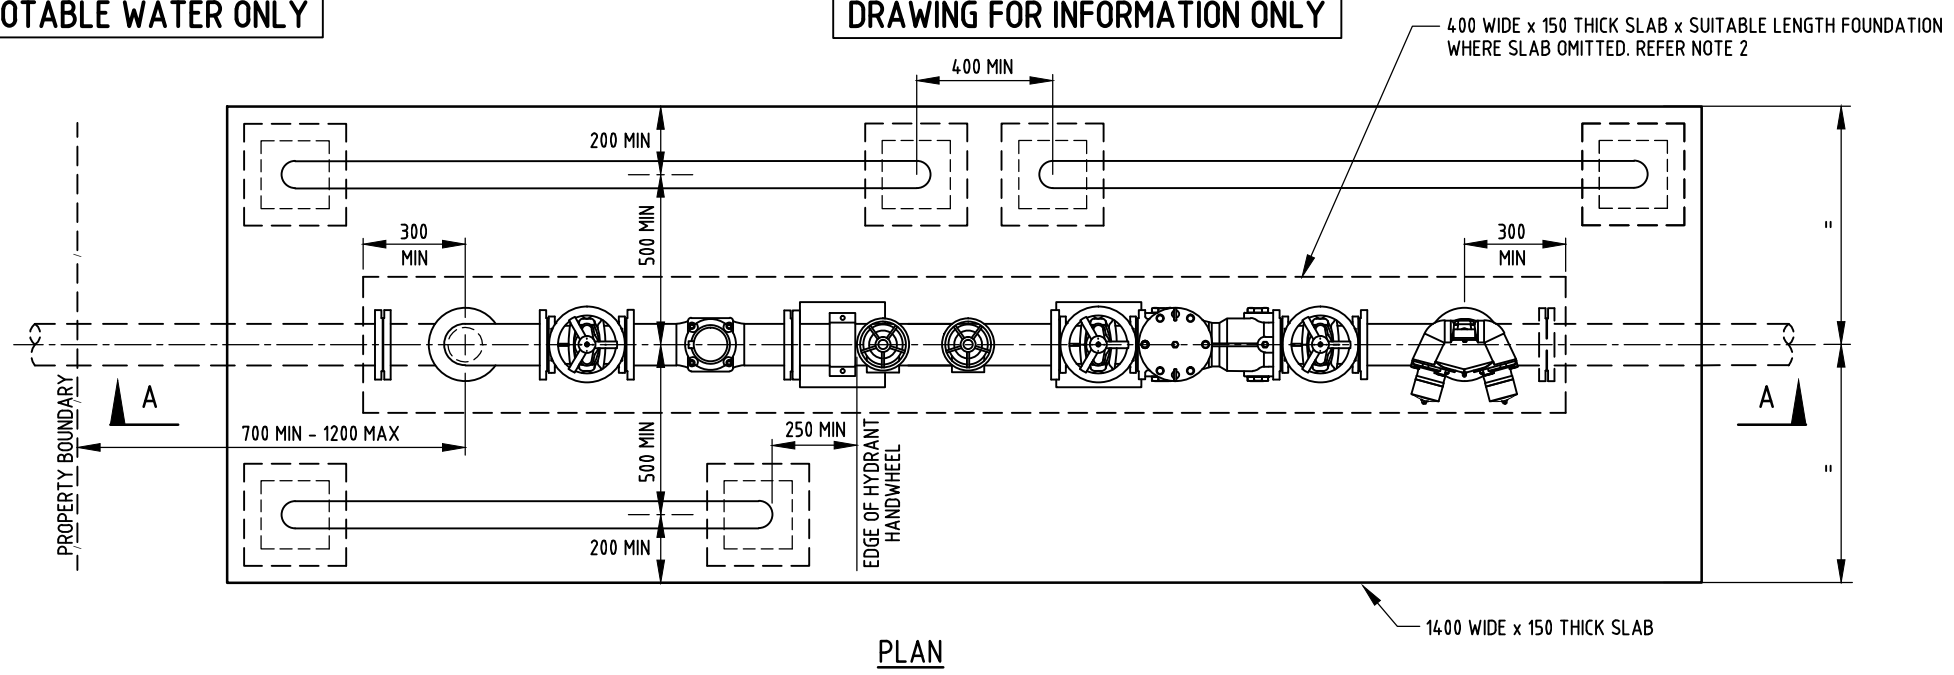 OTABLE WATER ONLY
DRAWING FOR INFORMATION ONLY
400 WIDE x 150 THICK SLAB x SUITABLE LENGTH FOUNDATION
WHERE SLAB OMITTED. REFER NOTE 2
400 MIN
200 MIN
500 MIN
300
MIN
300
MIN
"
A
A
700 MIN - 1200 MAX
PROPERTY BOUNDARY
500 MIN
250 MIN
EDGE OF HYDRANT
HANDWHEEL
"
200 MIN
1400 WIDE x 150 THICK SLAB
PLAN